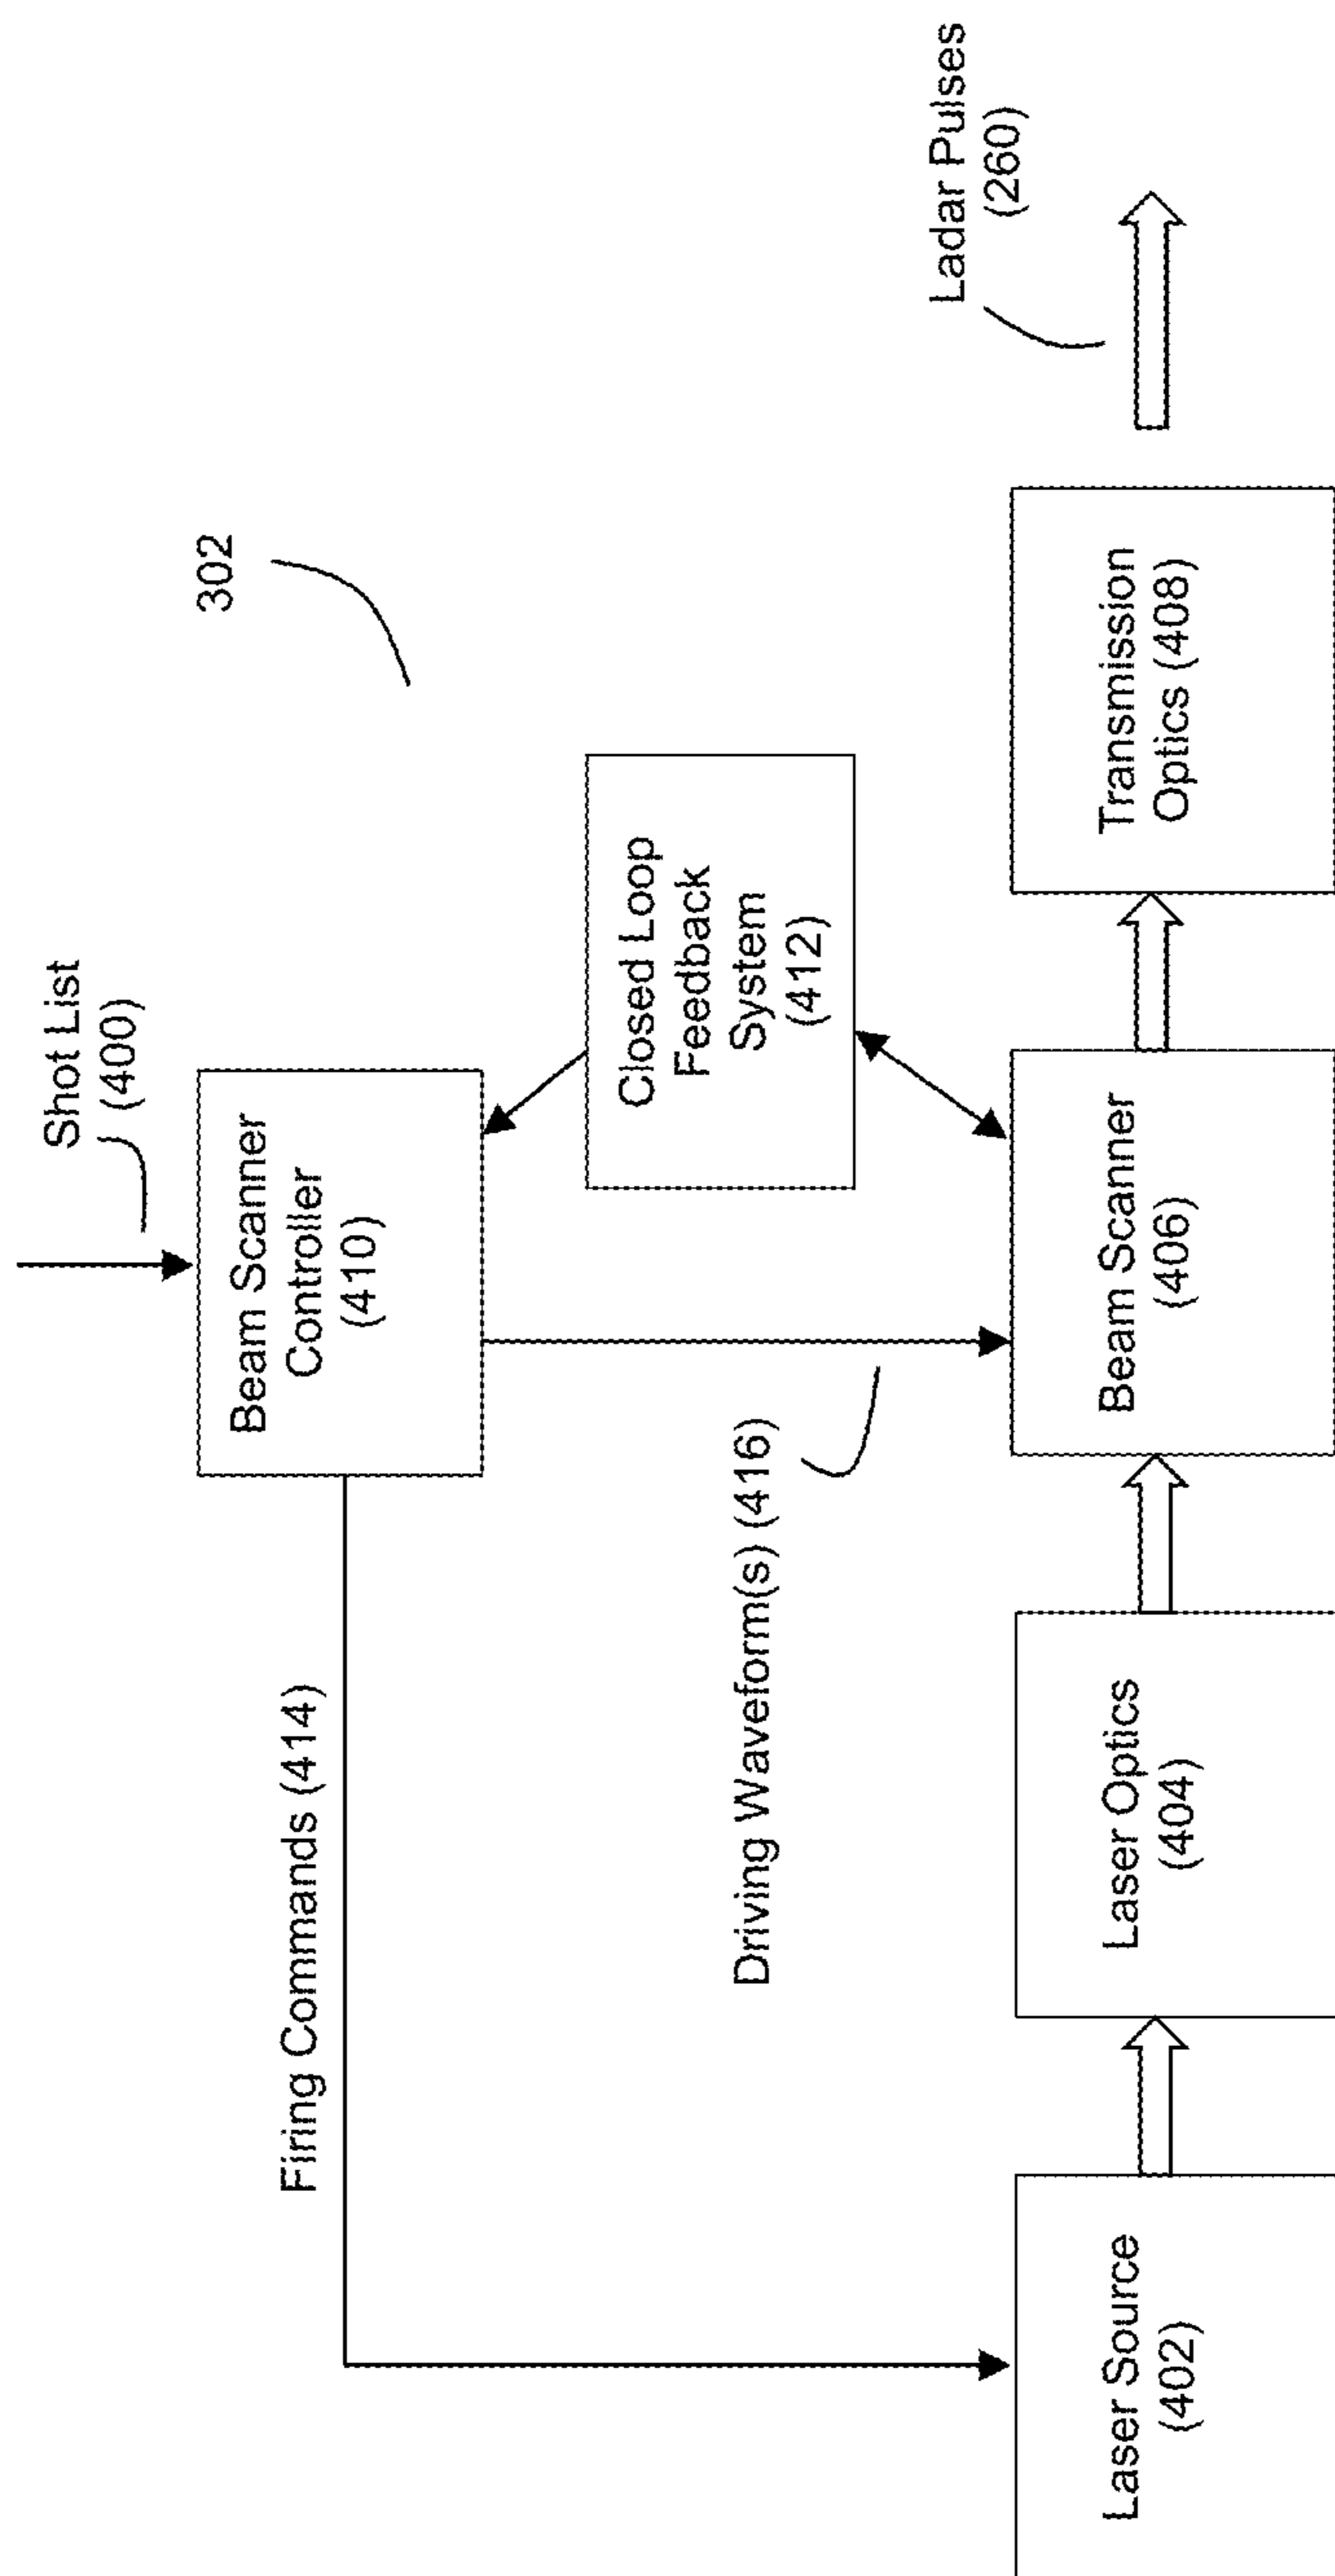 Shot List
(400)
302
Beam Scanner
Controller
(410)
Firing Commands (414)
Closed Loop
Feedback
System
(412)
Driving Waveform(s) (416)
Ladar Pulses
(260)
Laser Source
(402)
Laser Optics
(404)
Beam Scanner
(406)
Transmission
Optics (408)